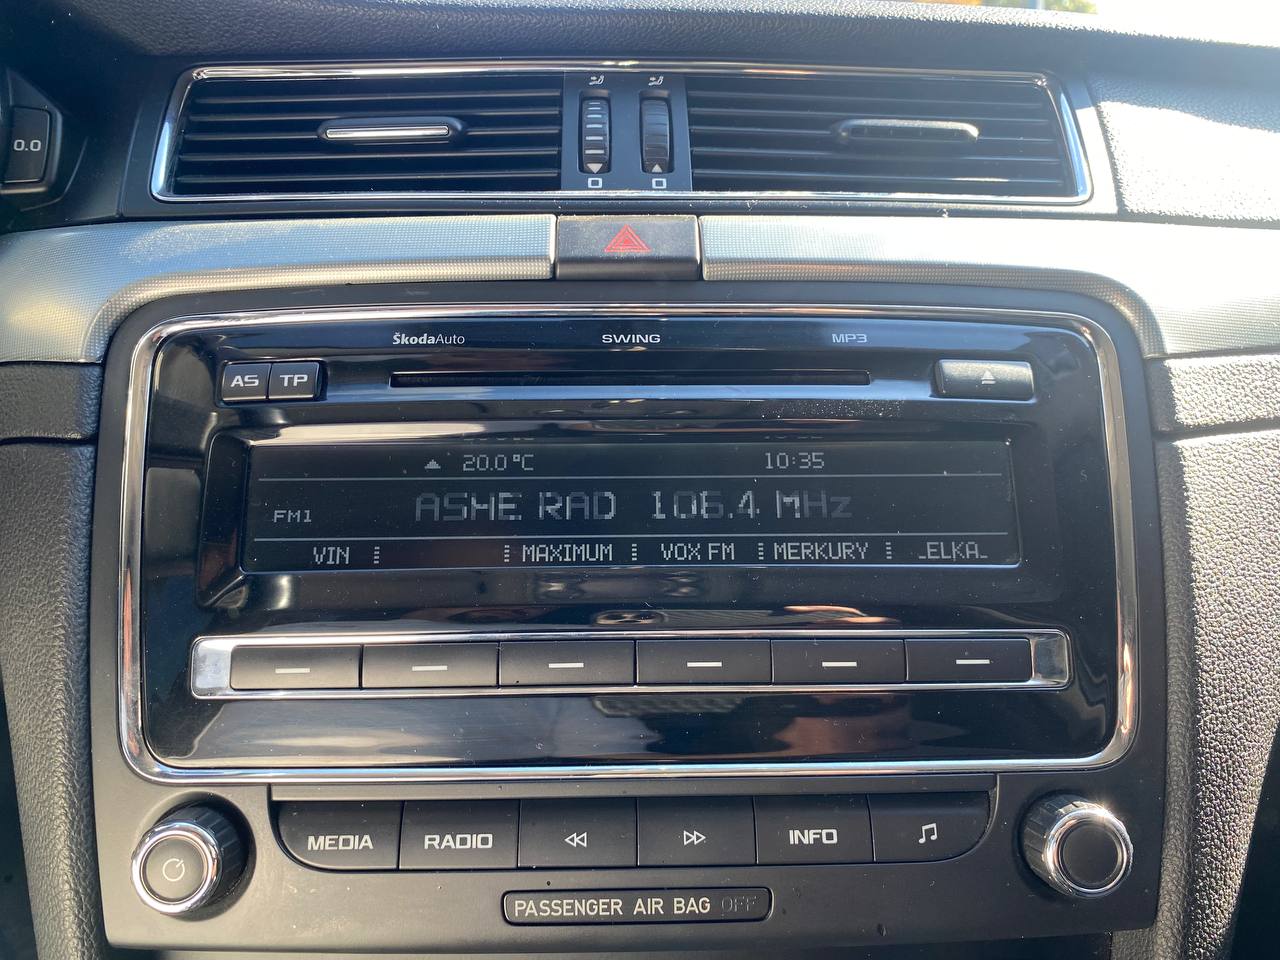 0.0
ŠkodaAuto SWING MP3
AS TP
20.0°C 10:35
FM1 ASHE RAD 106.4 MHz
VIN MAXIMUM VOX FM MERKURY _ELKA_
MEDIA RADIO INFO
PASSENGER AIR BAG OFF